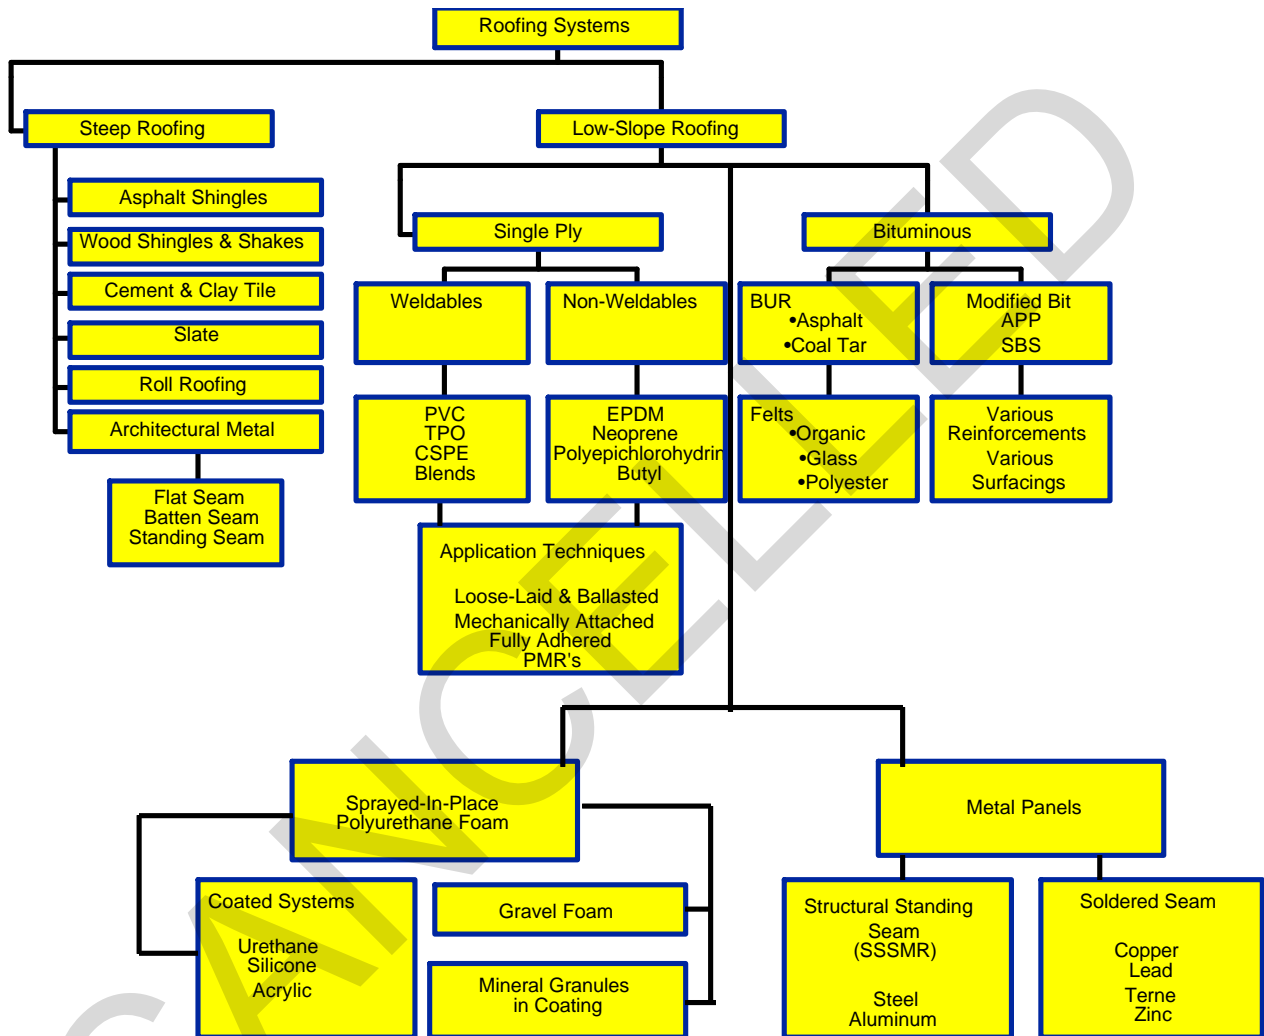 Roofing Systems
Steep Roofing
Low-Slope Roofing
Asphalt Shingles
Wood Shingles & Shakes
Cement & Clay Tile
Slate
Roll Roofing
Architectural Metal
Flat Seam
Batten Seam
Standing Seam
Single Ply
Bituminous
Weldables
Non-Weldables
BUR
•Asphalt
•Coal Tar
Modified Bit
APP
SBS
PVC
TPO
CSPE
Blends
EPDM
Neoprene
Polyepichlorohydrin
Butyl
Felts
•Organic
•Glass
•Polyester
Various
Reinforcements
Various
Surfacings
Application Techniques
Loose-Laid & Ballasted
Mechanically Attached
Fully Adhered
PMR's
Sprayed-In-Place
Polyurethane Foam
Metal Panels
Coated Systems
Urethane
Silicone
Acrylic
Gravel Foam
Mineral Granules
in Coating
Structural Standing
Seam
(SSSMR)
Steel
Aluminum
Soldered Seam
Copper
Lead
Terne
Zinc
CANCELLED